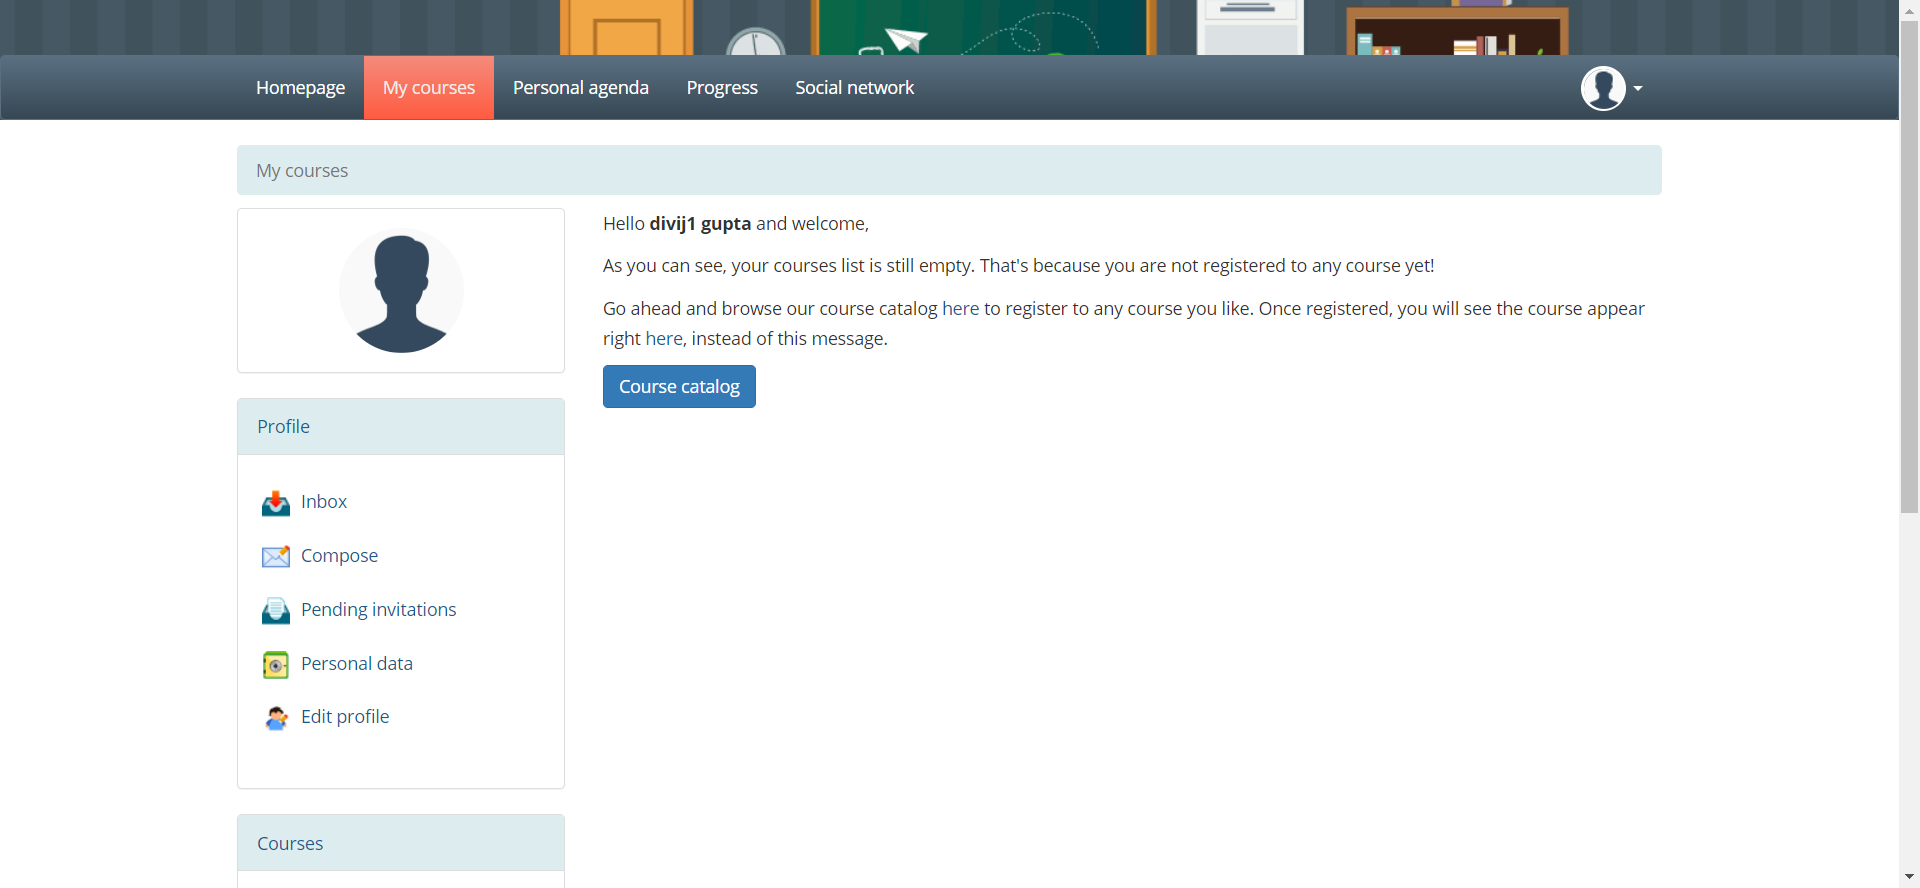 Homepage My courses Personal agenda Progress Social network
My courses
Hello divij1 gupta and welcome,
As you can see, your courses list is still empty. That's because you are not registered to any course yet!
Go ahead and browse our course catalog here to register to any course you like. Once registered, you will see the course appear
right here, instead of this message.
Course catalog
Profile
Inbox
Compose
Pending invitations
Personal data
Edit profile
Courses